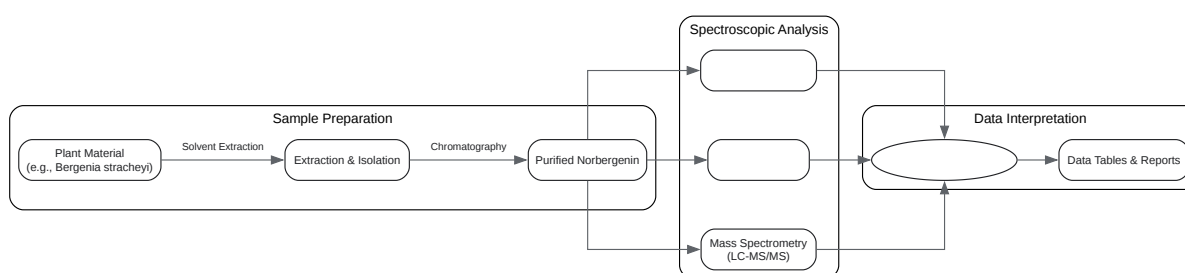 Spectroscopic Analysis
Sample Preparation
Data Interpretation
Plant Material
(e.g., Bergenia stracheyi)
Solvent Extraction
Extraction & Isolation
Chromatography
Purified Norbergenin
Data Tables & Reports
Mass Spectrometry
(LC-MS/MS)